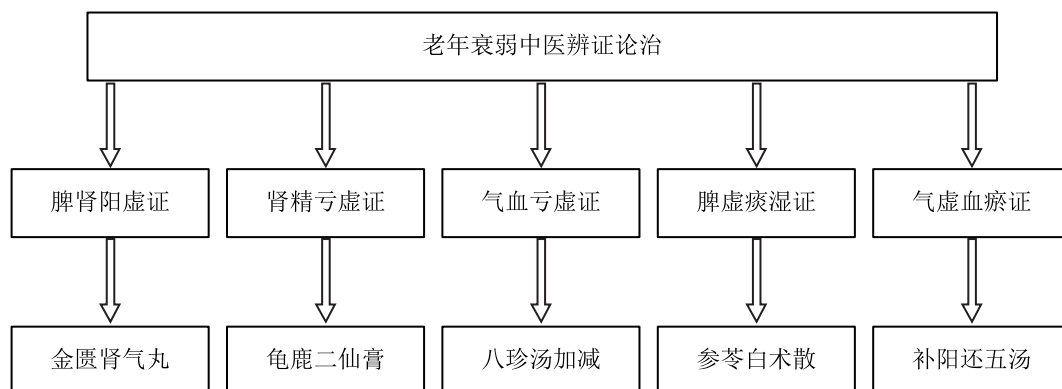 老年衰弱中医辨证论治
脾肾阳虚证
肾精亏虚证
气血亏虚证
脾虚痰湿证
气虚血瘀证
金匮肾气丸
龟鹿二仙膏
八珍汤加减
参苓白术散
补阳还五汤